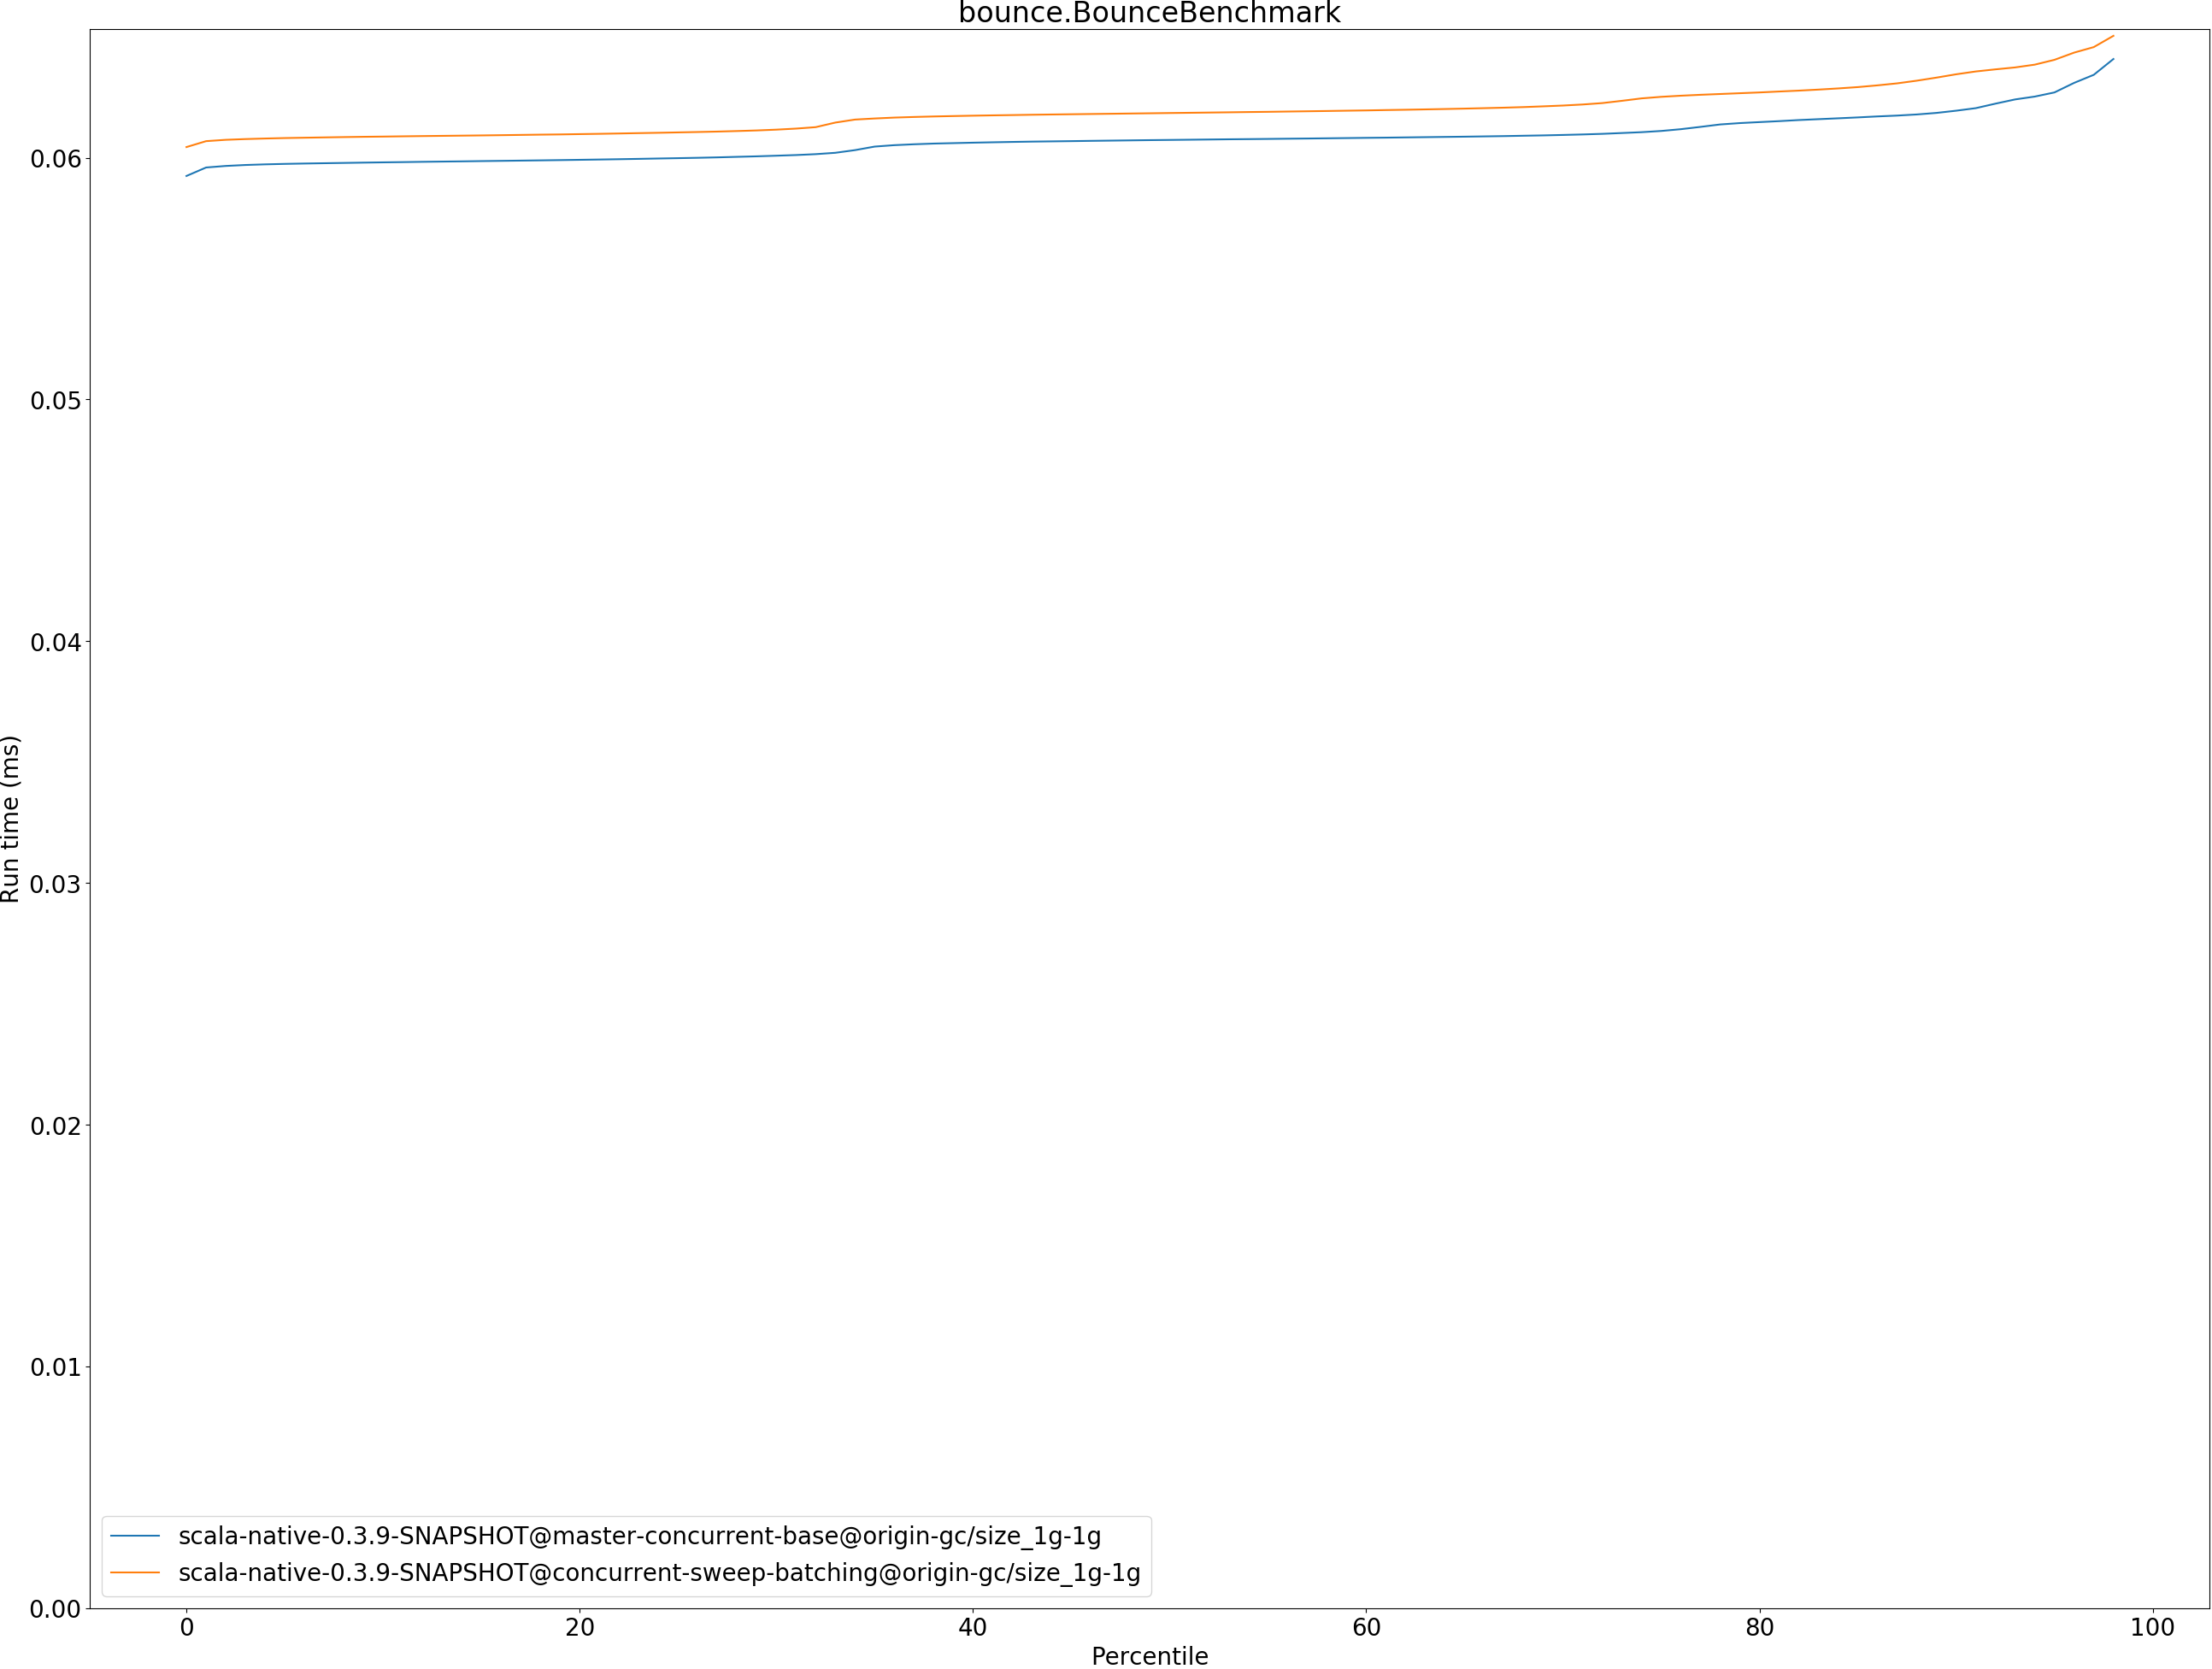 bounce.BounceBenchmark
Run time (ms)
0.06
0.05
0.04
0.03
0.02
0.01
0.00
scala-native-0.3.9-SNAPSHOT@master-concurrent-base@origin-gc/size_1g-1g
scala-native-0.3.9-SNAPSHOT@concurrent-sweep-batching@origin-gc/size_1g-1g
0 20 40 60 80 100
Percentile